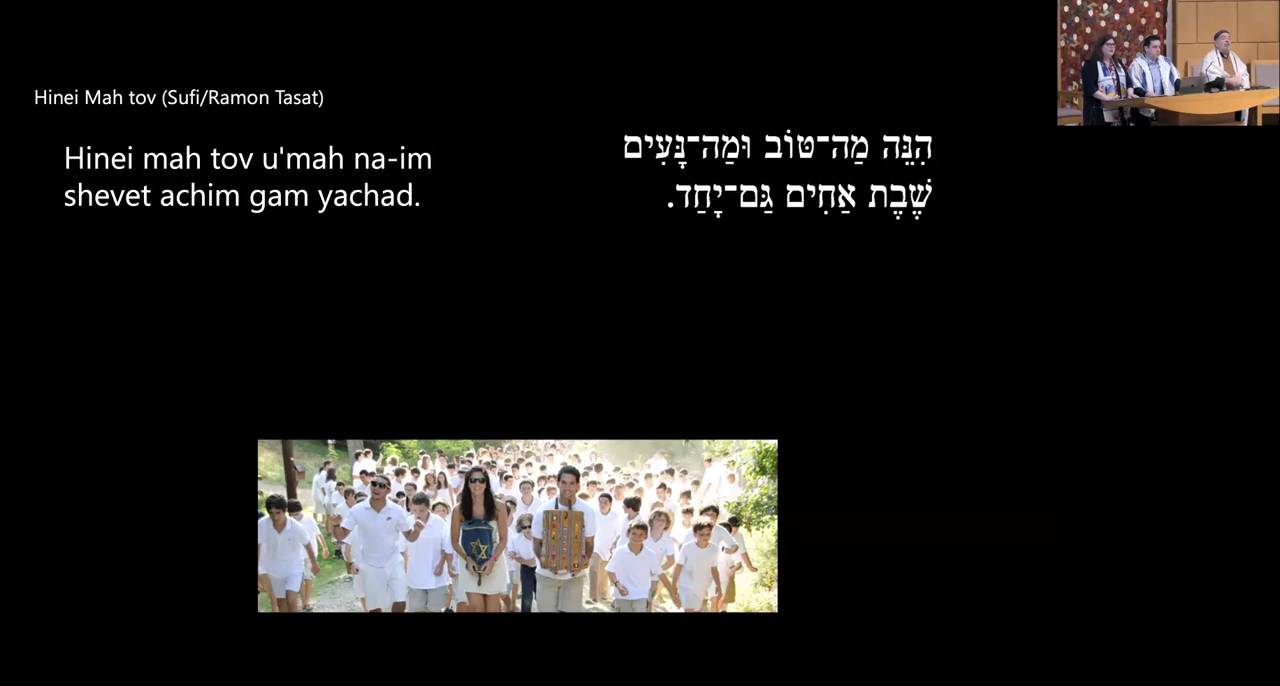 Hinei Mah tov (Sufi/Ramon Tasat)
Hinei mah tov u'mah na-im
shevet achim gam yachad.
הִנֵּה מַה־טּוֹב וּמַה־נָּעִים
שֶׁבֶת אַחִים גַּם־יָחַד.